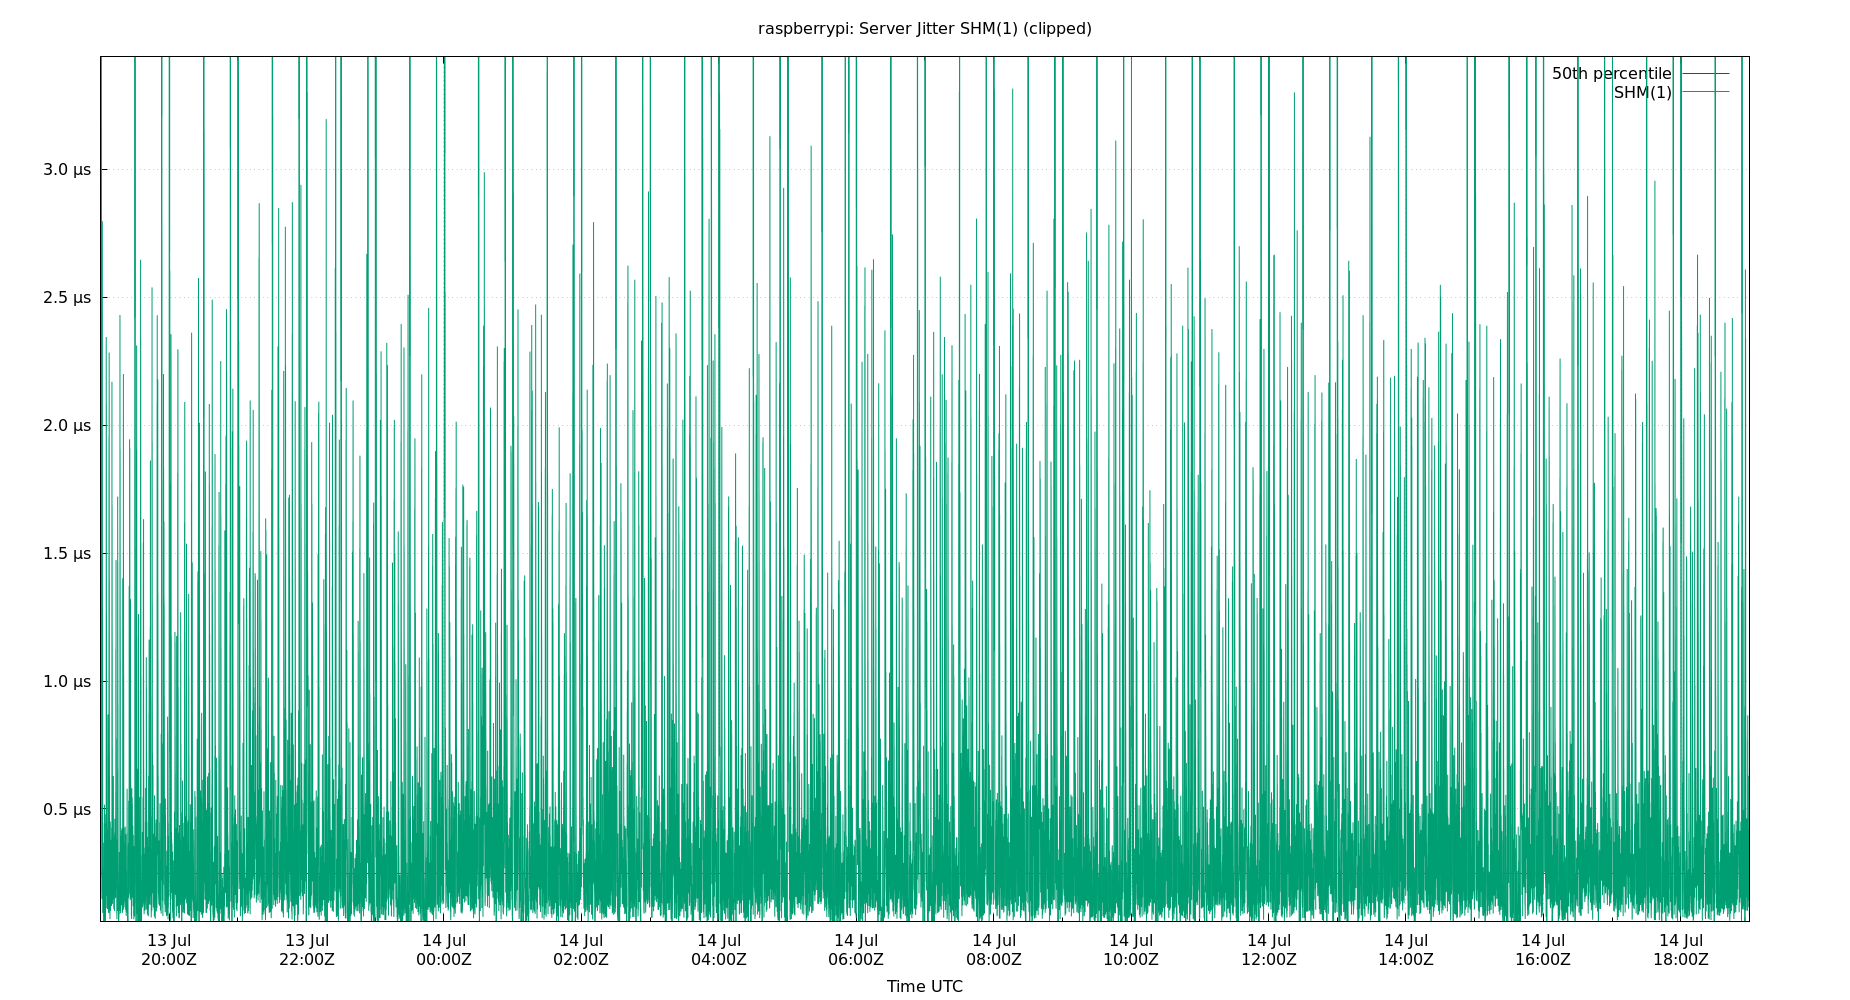 raspberrypi: Server Jitter SHM(1) (clipped)
50th percentile
SHM(1)
3.0 µs
2.5 µs
2.0 µs
1.5 µs
1.0 µs
0.5 µs
13 Jul 13 Jul 14 Jul 14 Jul 14 Jul 14 Jul 14 Jul 14 Jul 14 Jul 14 Jul 14 Jul 14 Jul
20:00Z 22:00Z 00:00Z 02:00Z 04:00Z 06:00Z 08:00Z 10:00Z 12:00Z 14:00Z 16:00Z 18:00Z
Time UTC